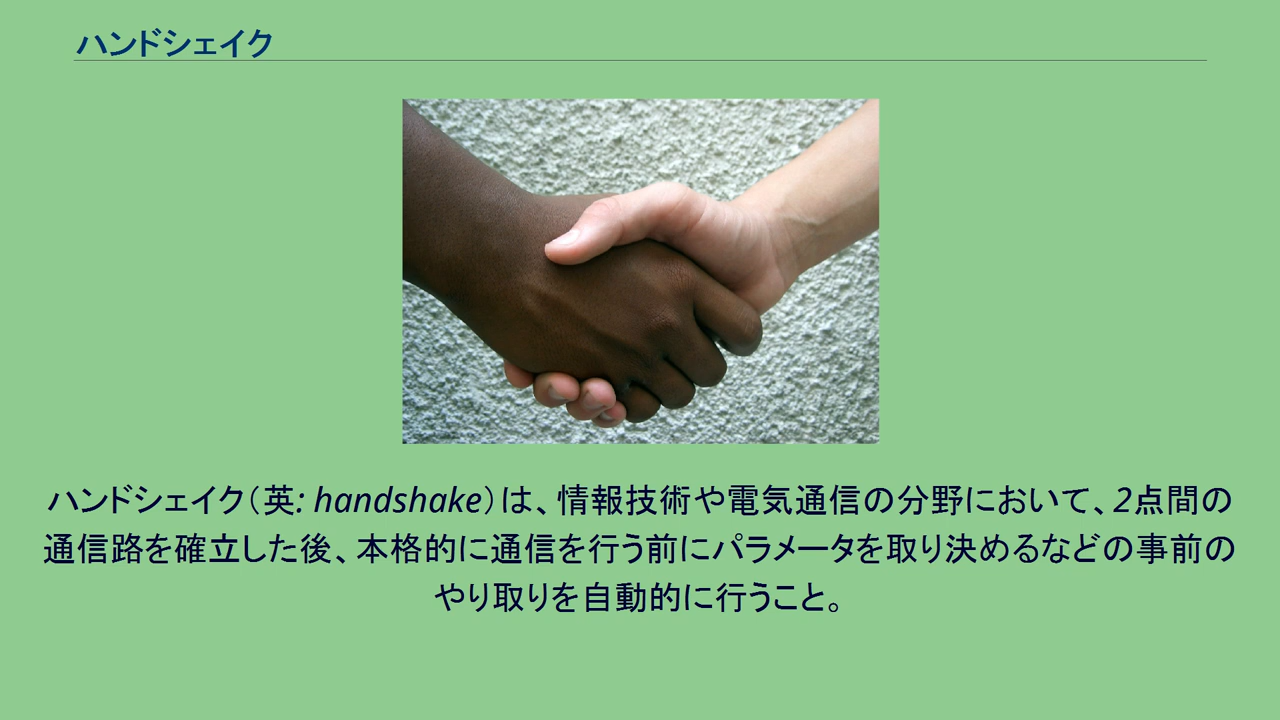 ハンドシェイク
ハンドシェイク（英: handshake）は、情報技術や電気通信の分野において、2点間の
通信路を確立した後、本格的に通信を行う前にパラメータを取り決めるなどの事前の
やり取りを自動的に行うこと。